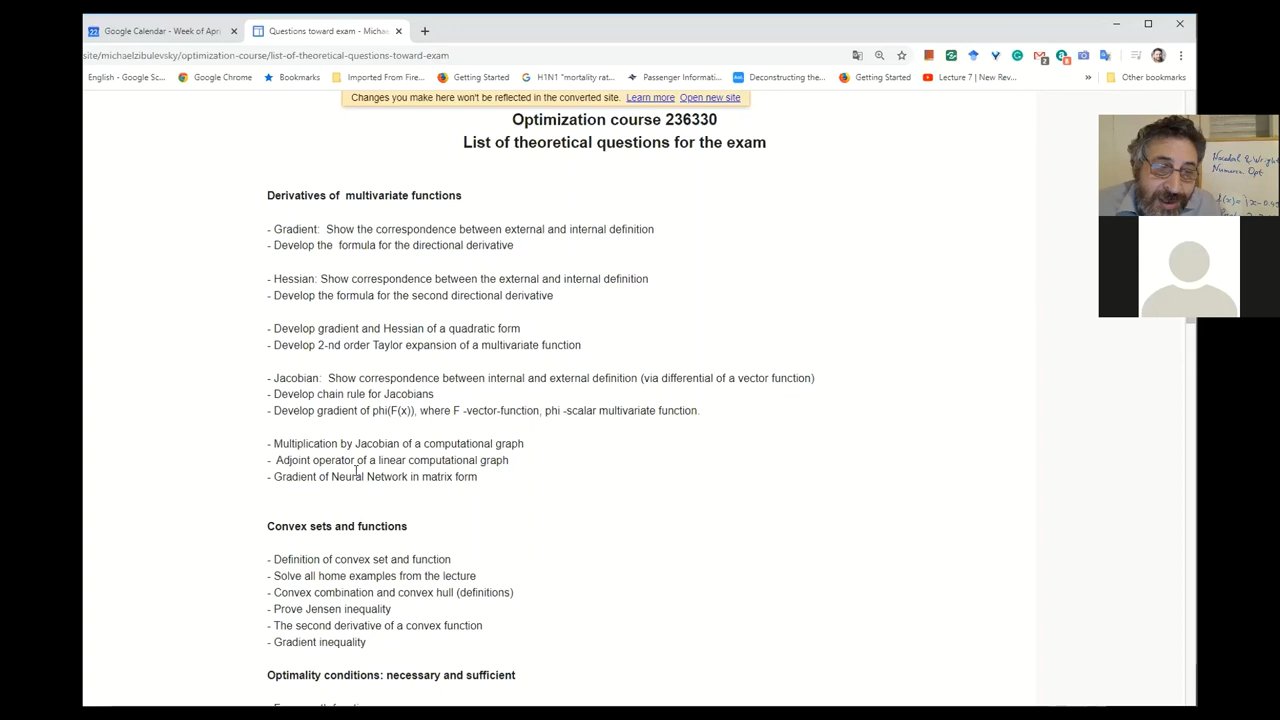 Google Calendar - Week of Apri
Questions toward exam - Michae
site/michaelzibulevsky/optimization-course/list-of-theoretical-questions-toward-exam
English - Google Sc...
Google Chrome
Bookmarks
Imported From Fire...
Getting Started
H1N1 "mortality rat...
Passenger Informati...
Deconstructing the...
Getting Started
Lecture 7 | New Rev...
Other bookmarks
Changes you make here won't be reflected in the converted site. Learn more Open new site
Optimization course 236330
List of theoretical questions for the exam
Derivatives of multivariate functions
- Gradient: Show the correspondence between external and internal definition
- Develop the formula for the directional derivative
- Hessian: Show correspondence between the external and internal definition
- Develop the formula for the second directional derivative
- Develop gradient and Hessian of a quadratic form
- Develop 2-nd order Taylor expansion of a multivariate function
- Jacobian: Show correspondence between internal and external definition (via differential of a vector function)
- Develop chain rule for Jacobians
- Develop gradient of phi(F(x)), where F -vector-function, phi -scalar multivariate function.
- Multiplication by Jacobian of a computational graph
- Adjoint operator of a linear computational graph
- Gradient of Neural Network in matrix form
Convex sets and functions
- Definition of convex set and function
- Solve all home examples from the lecture
- Convex combination and convex hull (definitions)
- Prove Jensen inequality
- The second derivative of a convex function
- Gradient inequality
Optimality conditions: necessary and sufficient